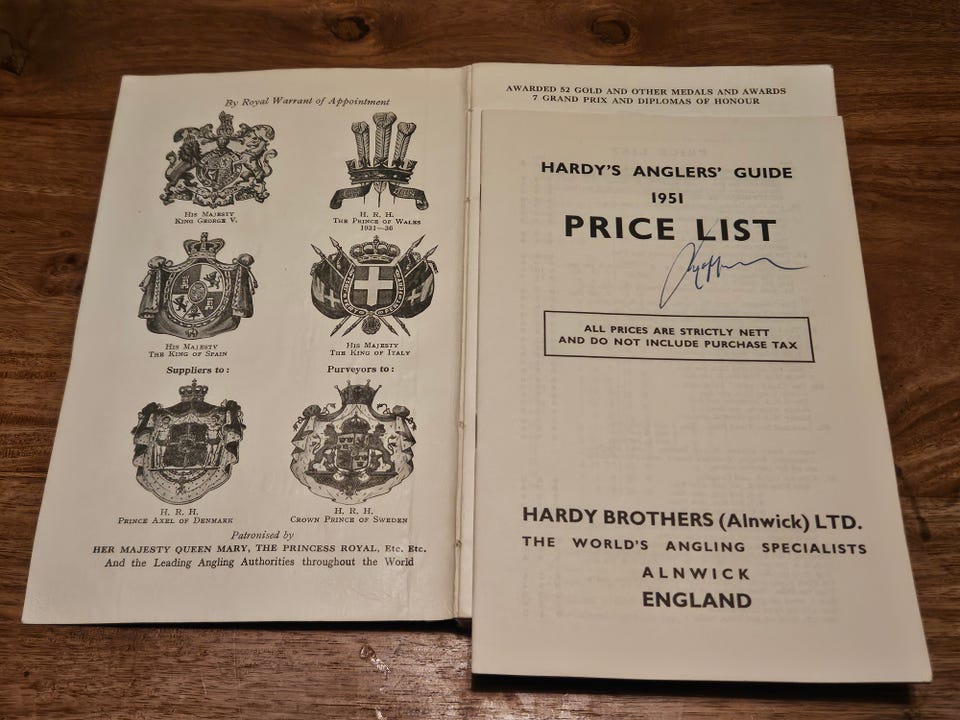 By Royal Warrant of Appointment
His Majesty
King George V.
H. R. H.
The Prince of Wales
1921—36
His Majesty
The King of Spain
His Majesty
The King of Italy
Suppliers to:
Purveyors to:
H. R. H.
Prince Axel of Denmark
H. R. H.
Crown Prince of Sweden
Patronised by
HER MAJESTY QUEEN MARY, THE PRINCESS ROYAL, Etc. Etc.
And the Leading Angling Authorities throughout the World
AWARDED 52 GOLD AND OTHER MEDALS AND AWARDS
7 GRAND PRIX AND DIPLOMAS OF HONOUR
HARDY'S ANGLERS' GUIDE
1951
PRICE LIST
ALL PRICES ARE STRICTLY NETT
AND DO NOT INCLUDE PURCHASE TAX
HARDY BROTHERS (Alnwick) LTD.
THE WORLD'S ANGLING SPECIALISTS
ALNWICK
ENGLAND